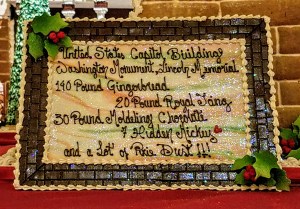 United States Capitol Building
Washington Monument, Lincoln Memorial
140 Pound Gingerbread
20 Pound Royal Icing
30 Pound Moldeling Chocolate
7 Hidden Mickey
and a Lot of Pixie Dust !!!